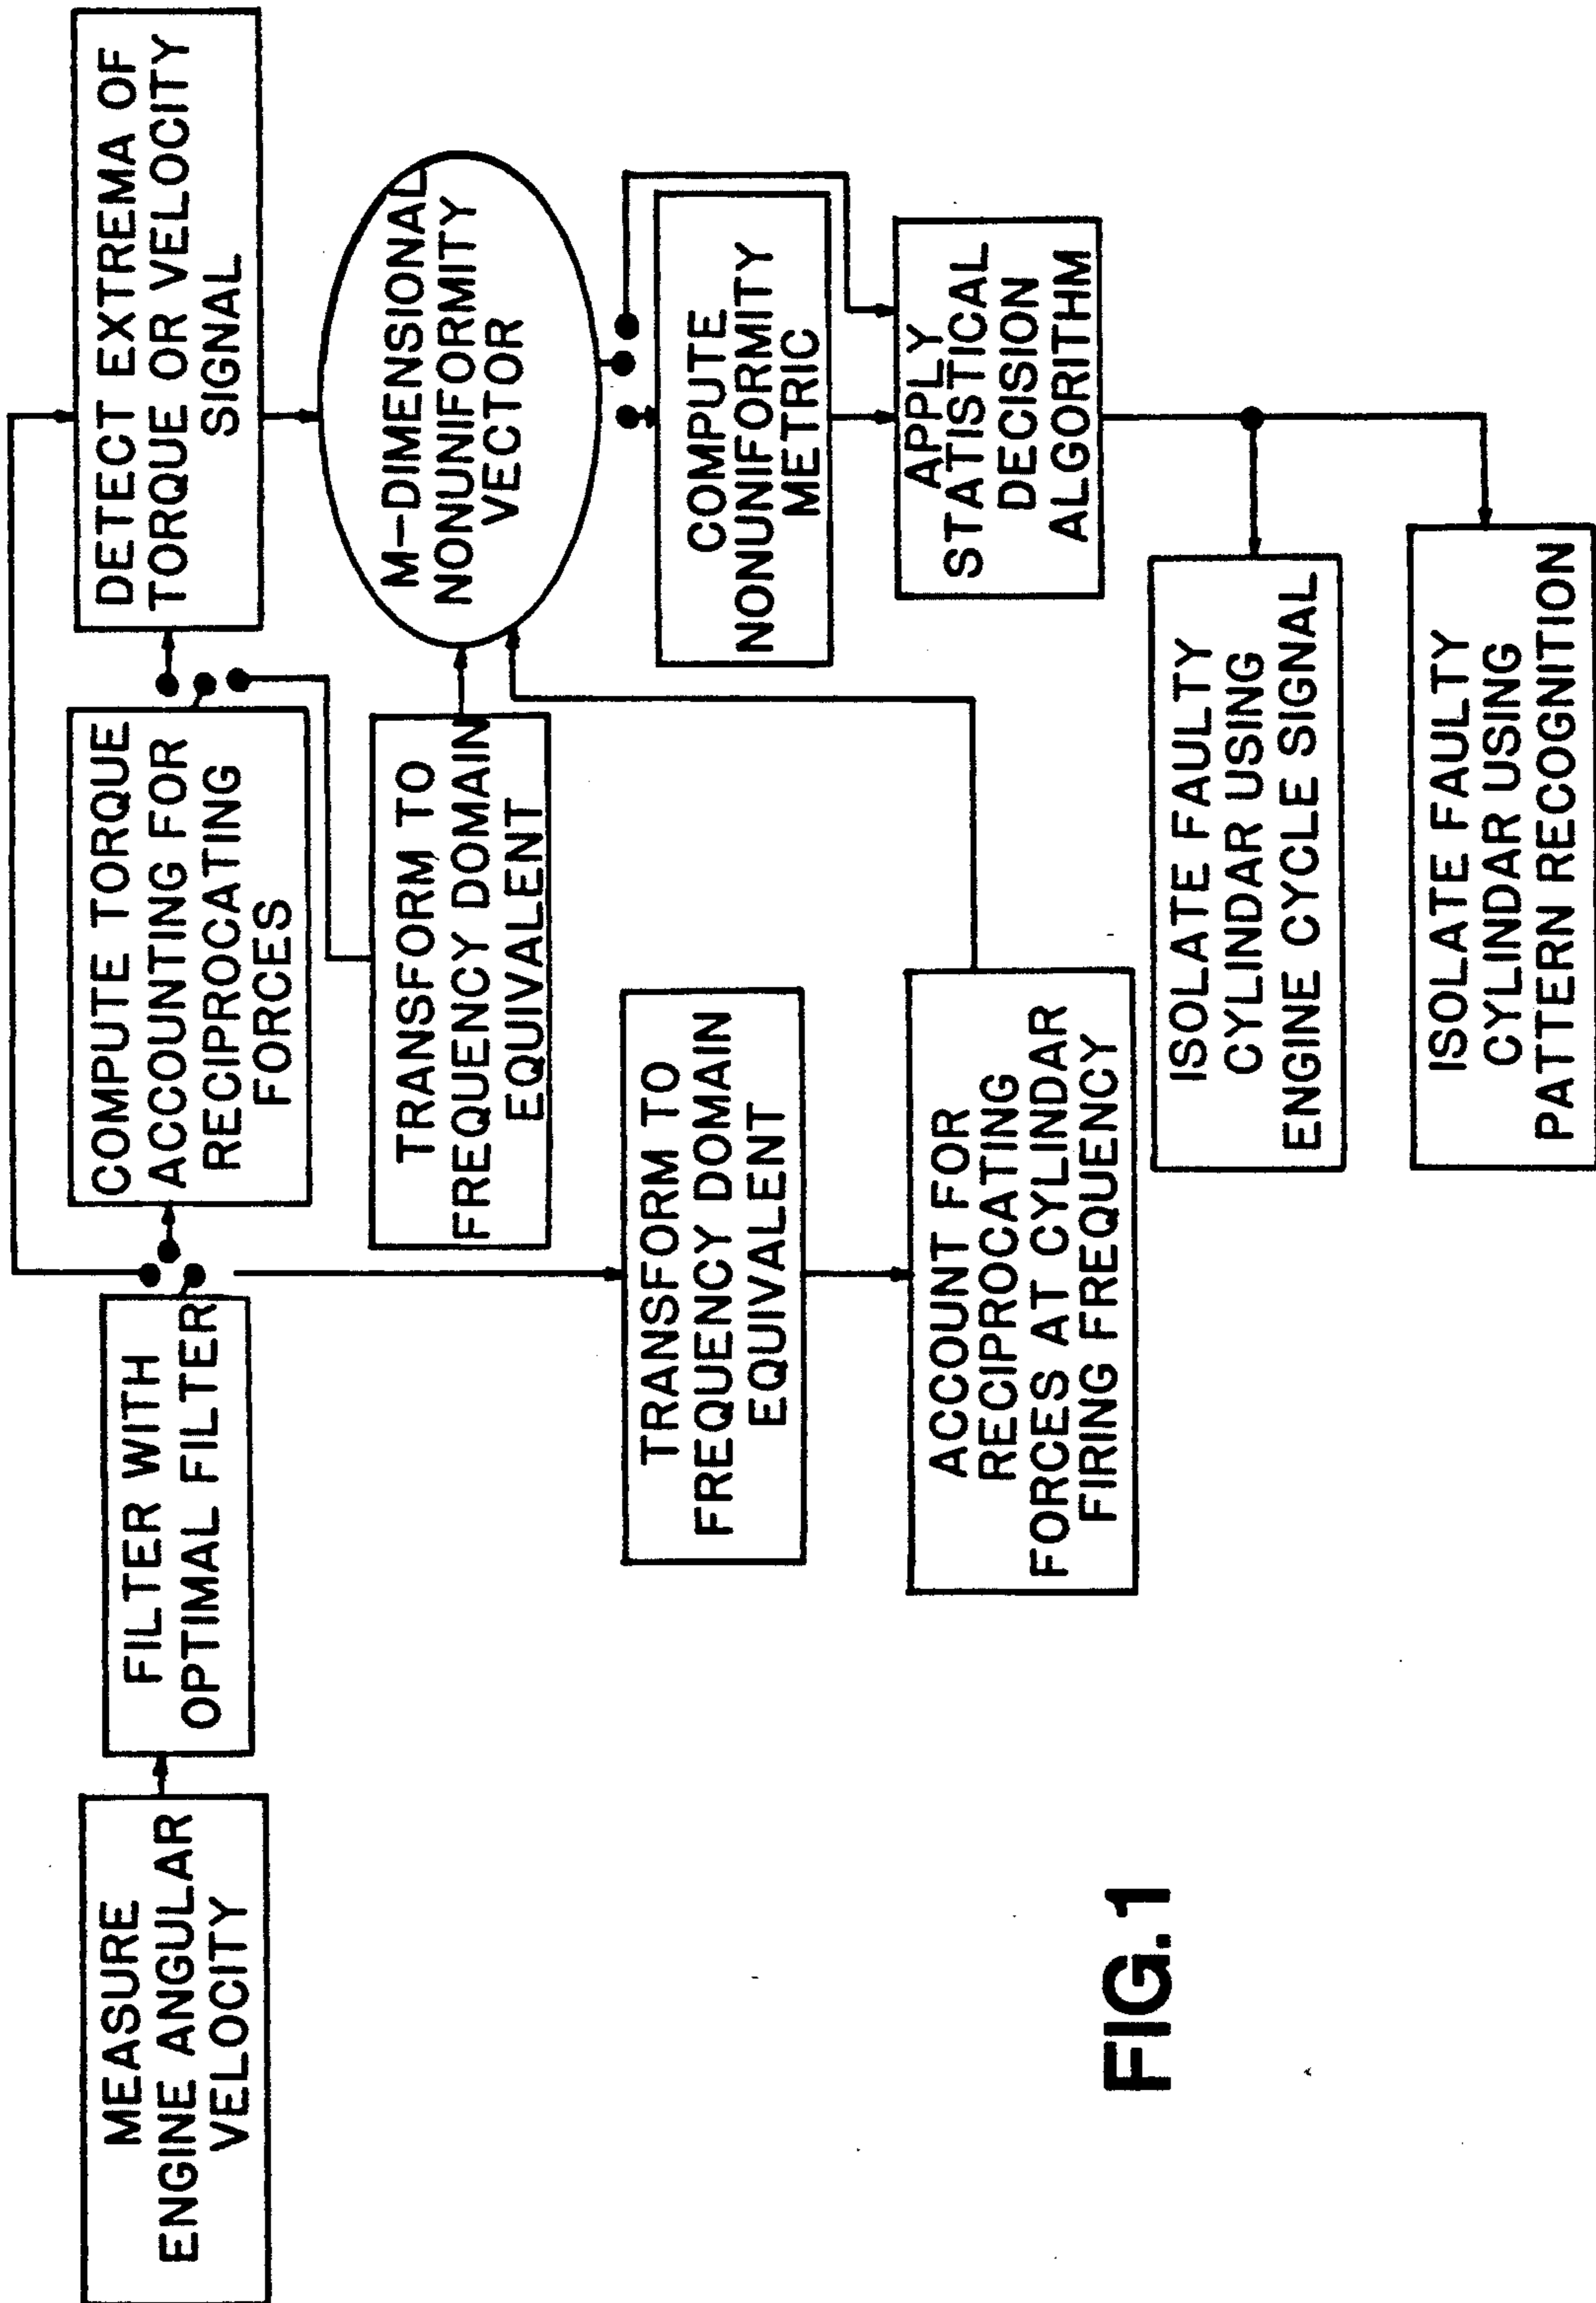 MEASURE
ENGINE ANGULAR
VELOCITY
FILTER WITH
OPTIMAL FILTER
COMPUTE TORQUE
ACCOUNTING FOR
RECIPROCATING
FORCES
DETECT EXTREMA OF
TORQUE OR VELOCITY
SIGNAL
TRANSFORM TO
FREQUENCY DOMAIN
EQUIVALENT
M-DIMENSIONAL
NONUNIFORMITY
VECTOR
TRANSFORM TO
FREQUENCY DOMAIN
EQUIVALENT
COMPUTE
NONUNIFORMITY
METRIC
ACCOUNT FOR
RECIPROCATING
FORCES AT CYLINDAR
FIRING FREQUENCY
APPLY
STATISTICAL
DECISION
ALGORITHM
ISOLATE FAULTY
CYLINDAR USING
ENGINE CYCLE SIGNAL
ISOLATE FAULTY
CYLINDAR USING
PATTERN RECOGNITION
FIG.1